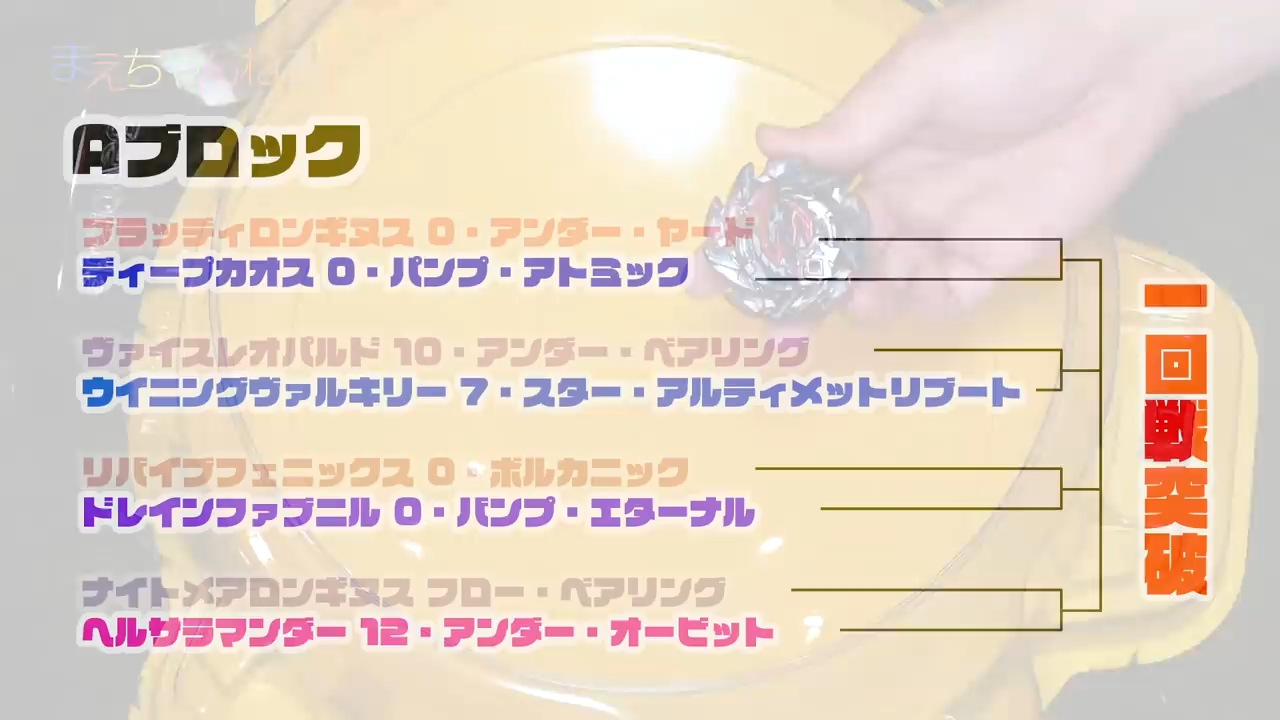 まえちゃんねる
Aブロック
ブラッディロンギヌス 0・アンダー・ヤード
ディープカオス 0・バンプ・アトミック
ヴァイスレオパルド 10・アンダー・ベアリング
ウイニングヴァルキリー 7・スター・アルティメットリブート
リバイブフェニックス 0・ボルカニック
ドレインファブニル 0・バンプ・エターナル
ナイトメアロンギヌス フロー・ベアリング
ヘルサラマンダー 12・アンダー・オービット
一回戦突破